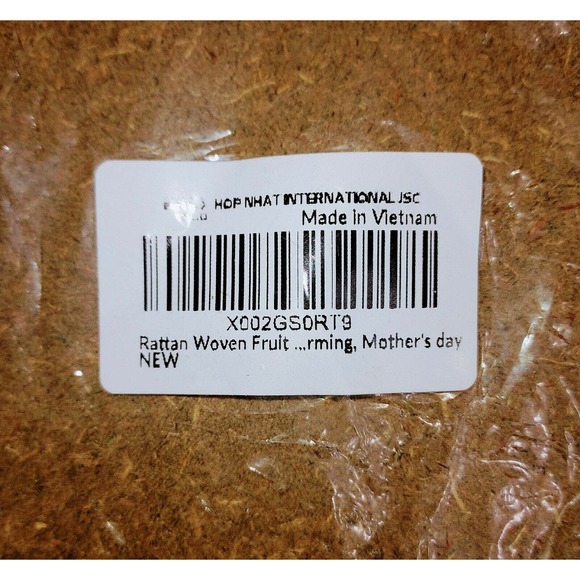 HOP NHAT INTERNATIONAL JSC
Made in Vietnam
X002GS0RT9
Rattan Woven Fruit ...rming, Mother's day
NEW